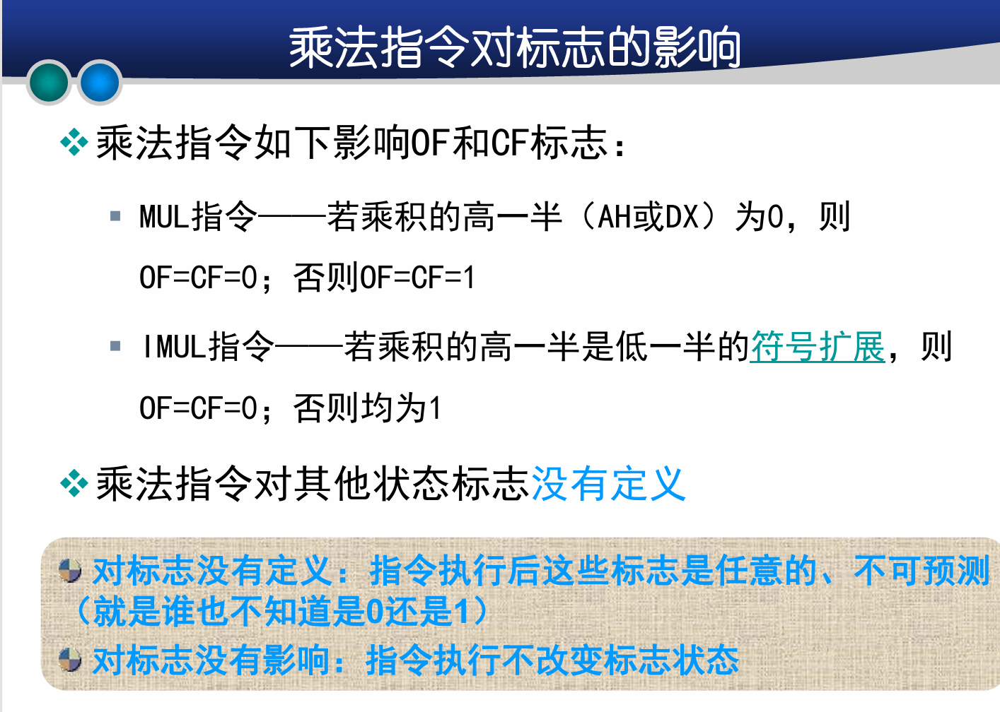 乘法指令对标志的影响
乘法指令如下影响OF和CF标志：
MUL指令——若乘积的高一半（AH或DX）为0，则
OF=CF=0；否则OF=CF=1
IMUL指令——若乘积的高一半是低一半的符号扩展，则
OF=CF=0；否则均为1
乘法指令对其他状态标志没有定义
对标志没有定义：指令执行后这些标志是任意的、不可预测
（就是谁也不知道是0还是1）
对标志没有影响：指令执行不改变标志状态